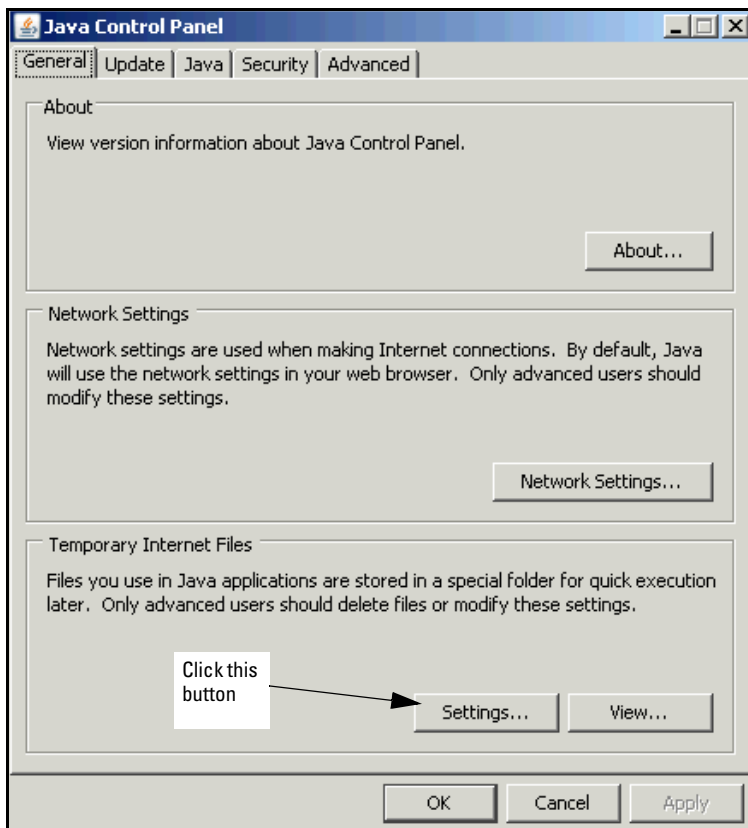 Java Control Panel
General Update Java Security Advanced
About
View version information about Java Control Panel.
About...
Network Settings
Network settings are used when making Internet connections.  By default, Java
will use the network settings in your web browser.  Only advanced users should
modify these settings.
Network Settings...
Temporary Internet Files
Files you use in Java applications are stored in a special folder for quick execution
later.  Only advanced users should delete files or modify these settings.
Click this
button
Settings... View...
OK Cancel Apply